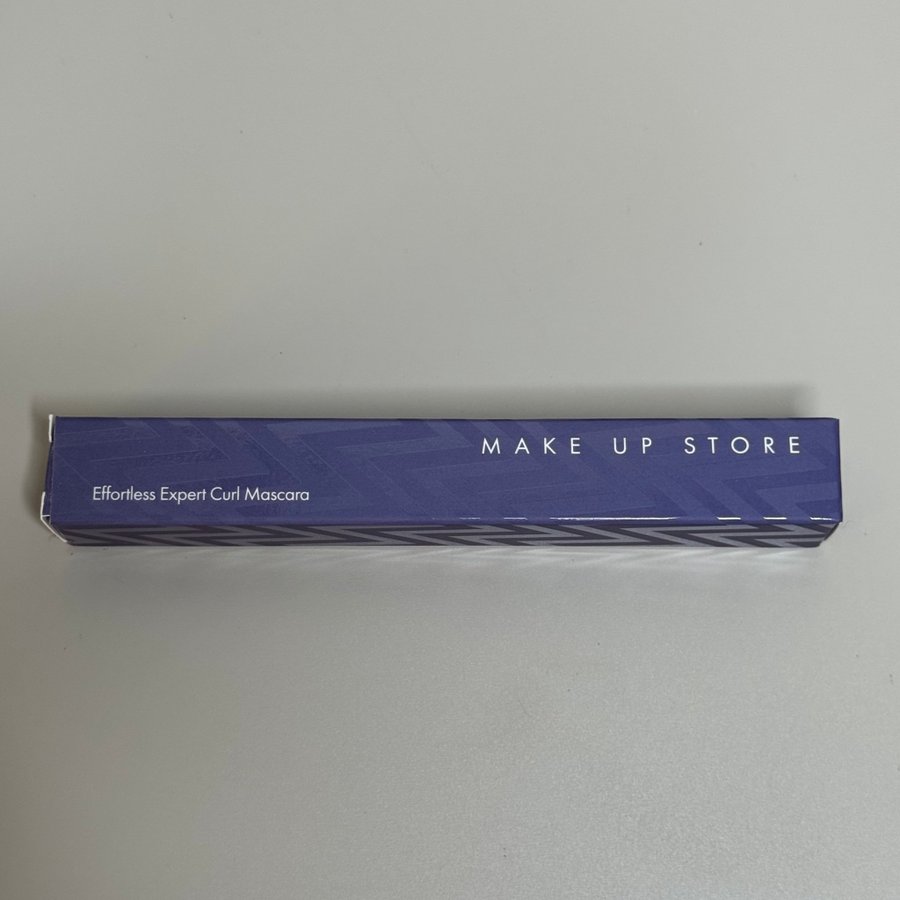 MAKE UP STORE
Effortless Expert Curl Mascara